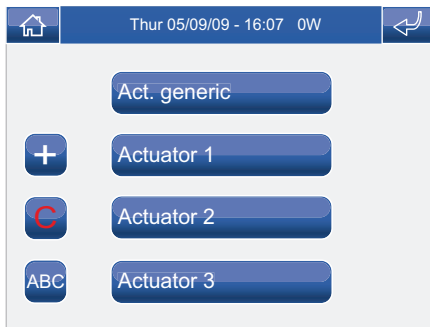 Thur 05/09/09 - 16:07 0W
Act. generic
+ Actuator 1
C Actuator 2
ABC Actuator 3